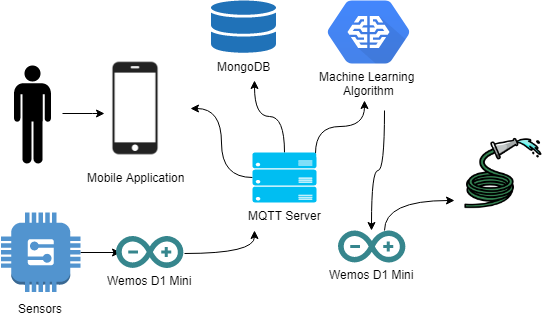 MongoDB
Machine Learning
Algorithm
Mobile Application
MQTT Server
Wemos D1 Mini
Wemos D1 Mini
Sensors